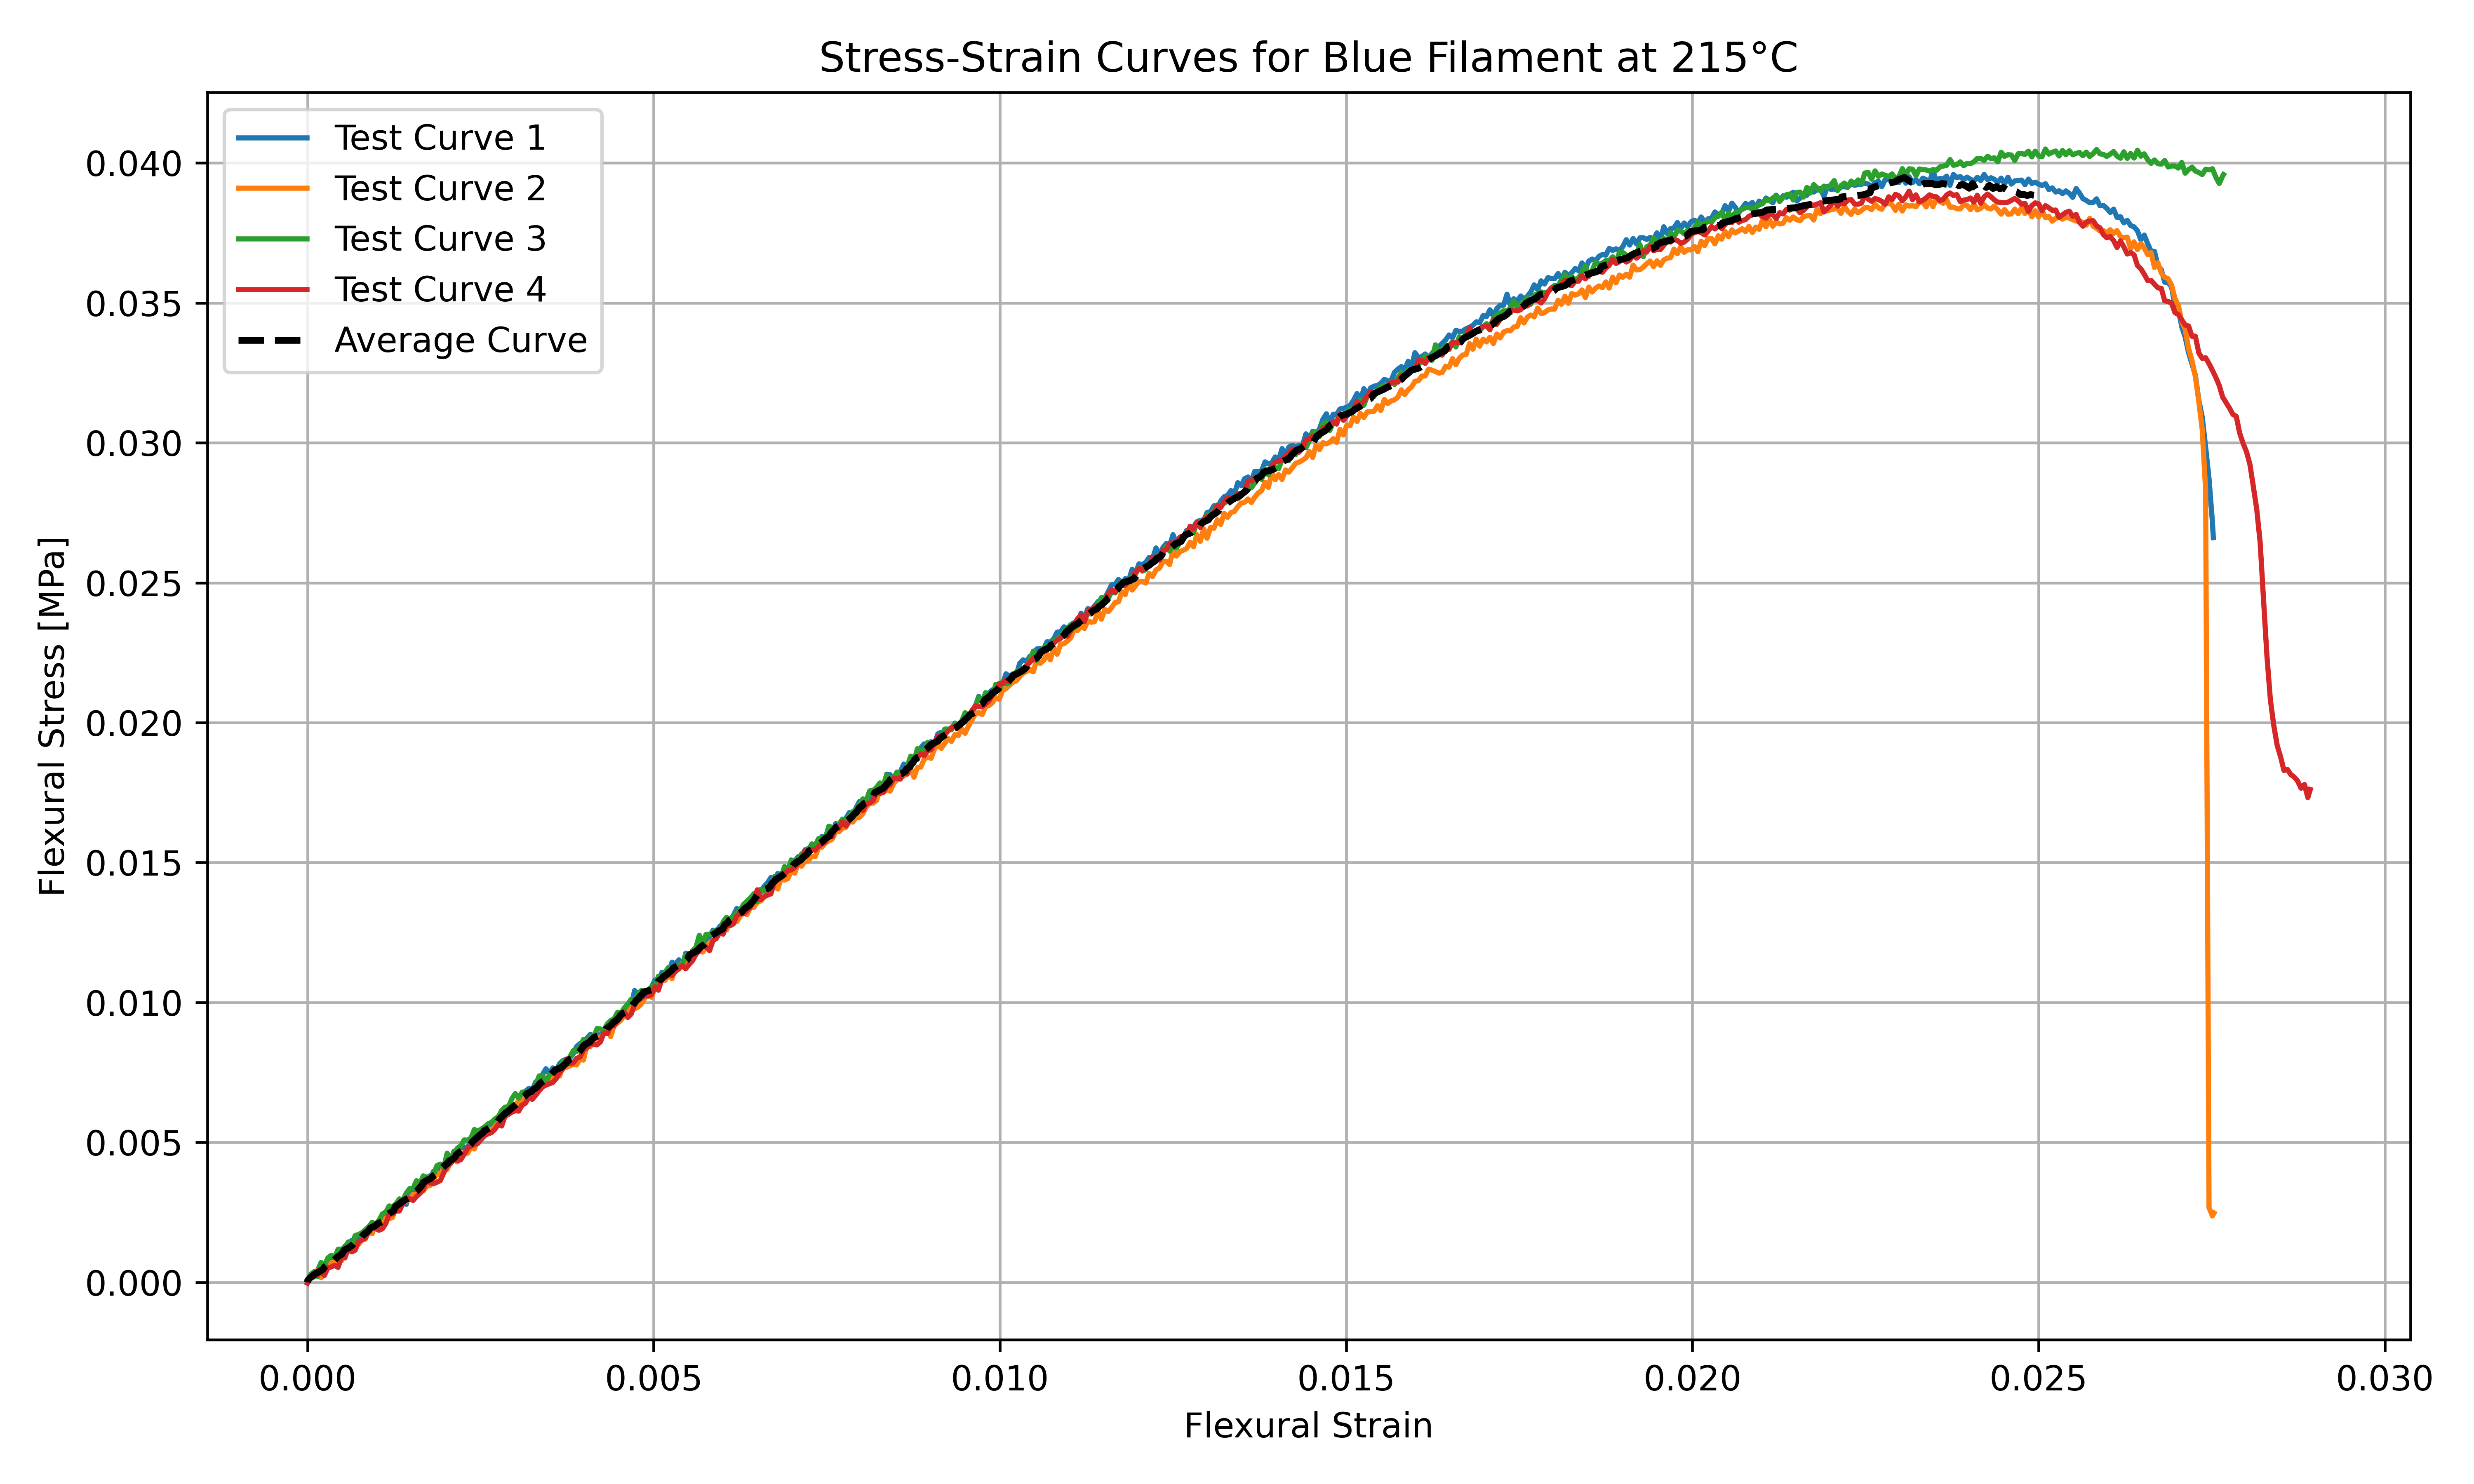 Stress-Strain Curves for Blue Filament at 215°C
Test Curve 1
Test Curve 2
Test Curve 3
Test Curve 4
Average Curve
Flexural Stress [MPa]
0.040
0.035
0.030
0.025
0.020
0.015
0.010
0.005
0.000
0.000 0.005 0.010 0.015 0.020 0.025 0.030
Flexural Strain